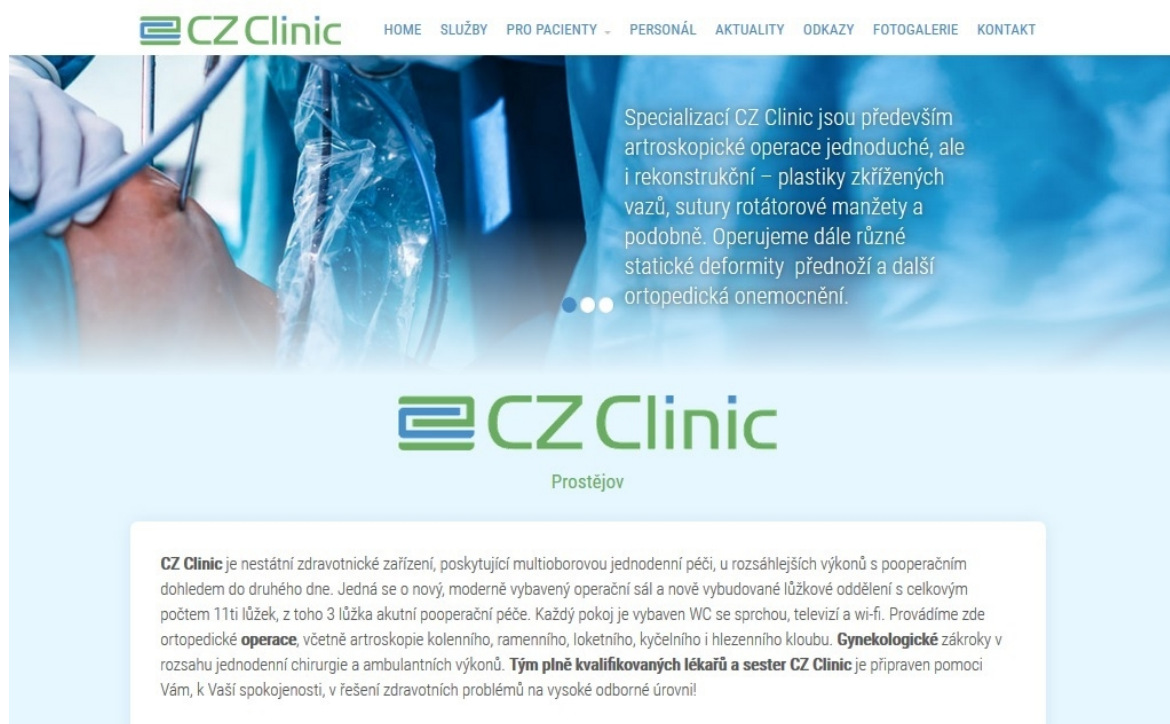 CZ Clinic
HOME SLUŽBY PRO PACIENTY PERSONÁL AKTUALITY ODKAZY FOTOGALERIE KONTAKT
Specializací CZ Clinic jsou především
artroskopické operace jednoduché, ale
i rekonstrukční – plastiky zkřížených
vazů, sutury rotátorové manžety a
podobně. Operujeme dále různé
statické deformity přednoží a další
ortopedická onemocnění.
CZ Clinic
Prostějov
CZ Clinic je nestátní zdravotnické zařízení, poskytující multioborovou jednodenní péči, u rozsáhlejších výkonů s pooperačním
dohledem do druhého dne. Jedná se o nový, moderně vybavený operační sál a nově vybudované lůžkové oddělení s celkovým
počtem 11ti lůžek, z toho 3 lůžka akutní pooperační péče. Každý pokoj je vybaven WC se sprchou, televizí a wi-fi. Provádíme zde
ortopedické operace, včetně artroskopie kolenního, ramenního, loketního, kyčelního i hlezenního kloubu. Gynekologické zákroky v
rozsahu jednodenní chirurgie a ambulantních výkonů. Tým plně kvalifikovaných lékařů a sester CZ Clinic je připraven pomoci
Vám, k Vaší spokojenosti, v řešení zdravotních problémů na vysoké odborné úrovni!